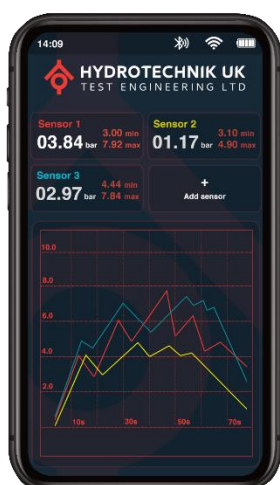 14:09
HYDROTECHNIK UK
TEST ENGINEERING LTD
Sensor 1
3.00 min
03.84 bar 7.92 max
Sensor 2
3.10 min
01.17 bar 4.90 max
Sensor 3
4.44 min
02.97 bar 7.84 max
+
Add sensor
10.0
8.0
6.0
4.0
2.0
10s 30s 50s 70s